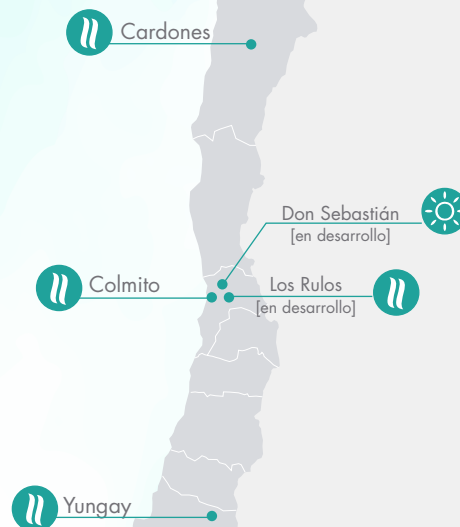 Cardones
Don Sebastián
[en desarrollo]
Colmito
Los Rulos
[en desarrollo]
Yungay